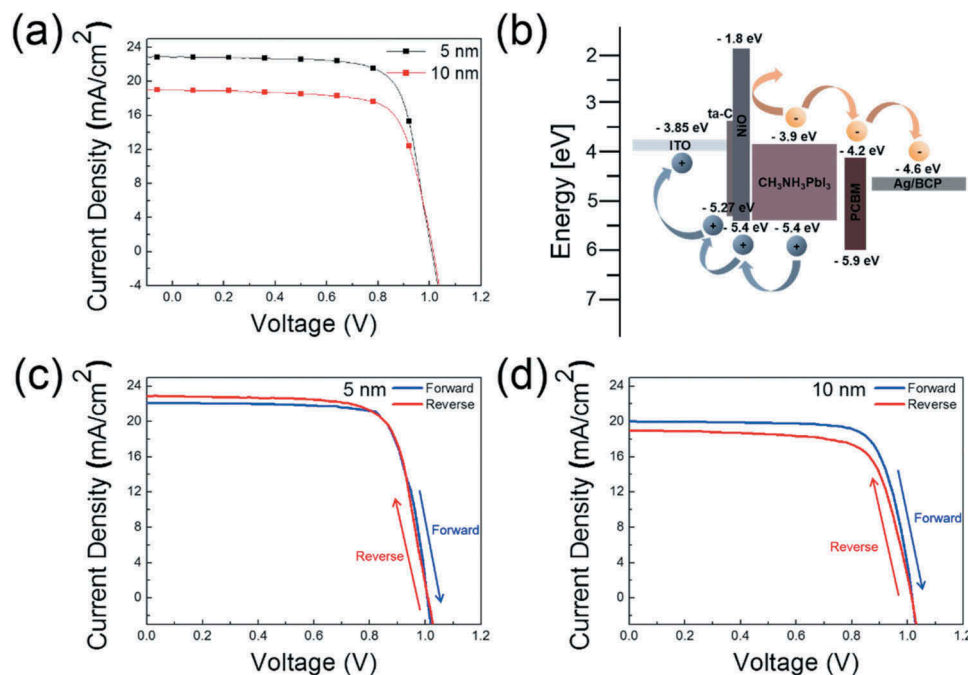 (a)
5 nm
10 nm
24
20
16
12
8
4
0
-4
0.0
0.2
0.4
0.6
0.8
1.0
1.2
Current Density (mA/cm²)
Voltage (V)
(b)
Energy [eV]
2
3
4
5
6
7
- 1.8 eV
ta-C
NiO
- 3.85 eV
ITO
- 3.9 eV
- 4.2 eV
- 4.6 eV
Ag/BCP
CH₃NH₃PbI₃
PCBM
- 5.27 eV
- 5.4 eV
- 5.4 eV
- 5.9 eV
+
+
+
+
-
-
-
(c)
5 nm
Forward
Reverse
24
20
16
12
8
4
0
Forward
Reverse
0.0
0.2
0.4
0.6
0.8
1.0
1.2
Current Density (mA/cm²)
Voltage (V)
(d)
10 nm
Forward
Reverse
24
20
16
12
8
4
0
Forward
Reverse
0.0
0.2
0.4
0.6
0.8
1.0
1.2
Current Density (mA/cm²)
Voltage (V)